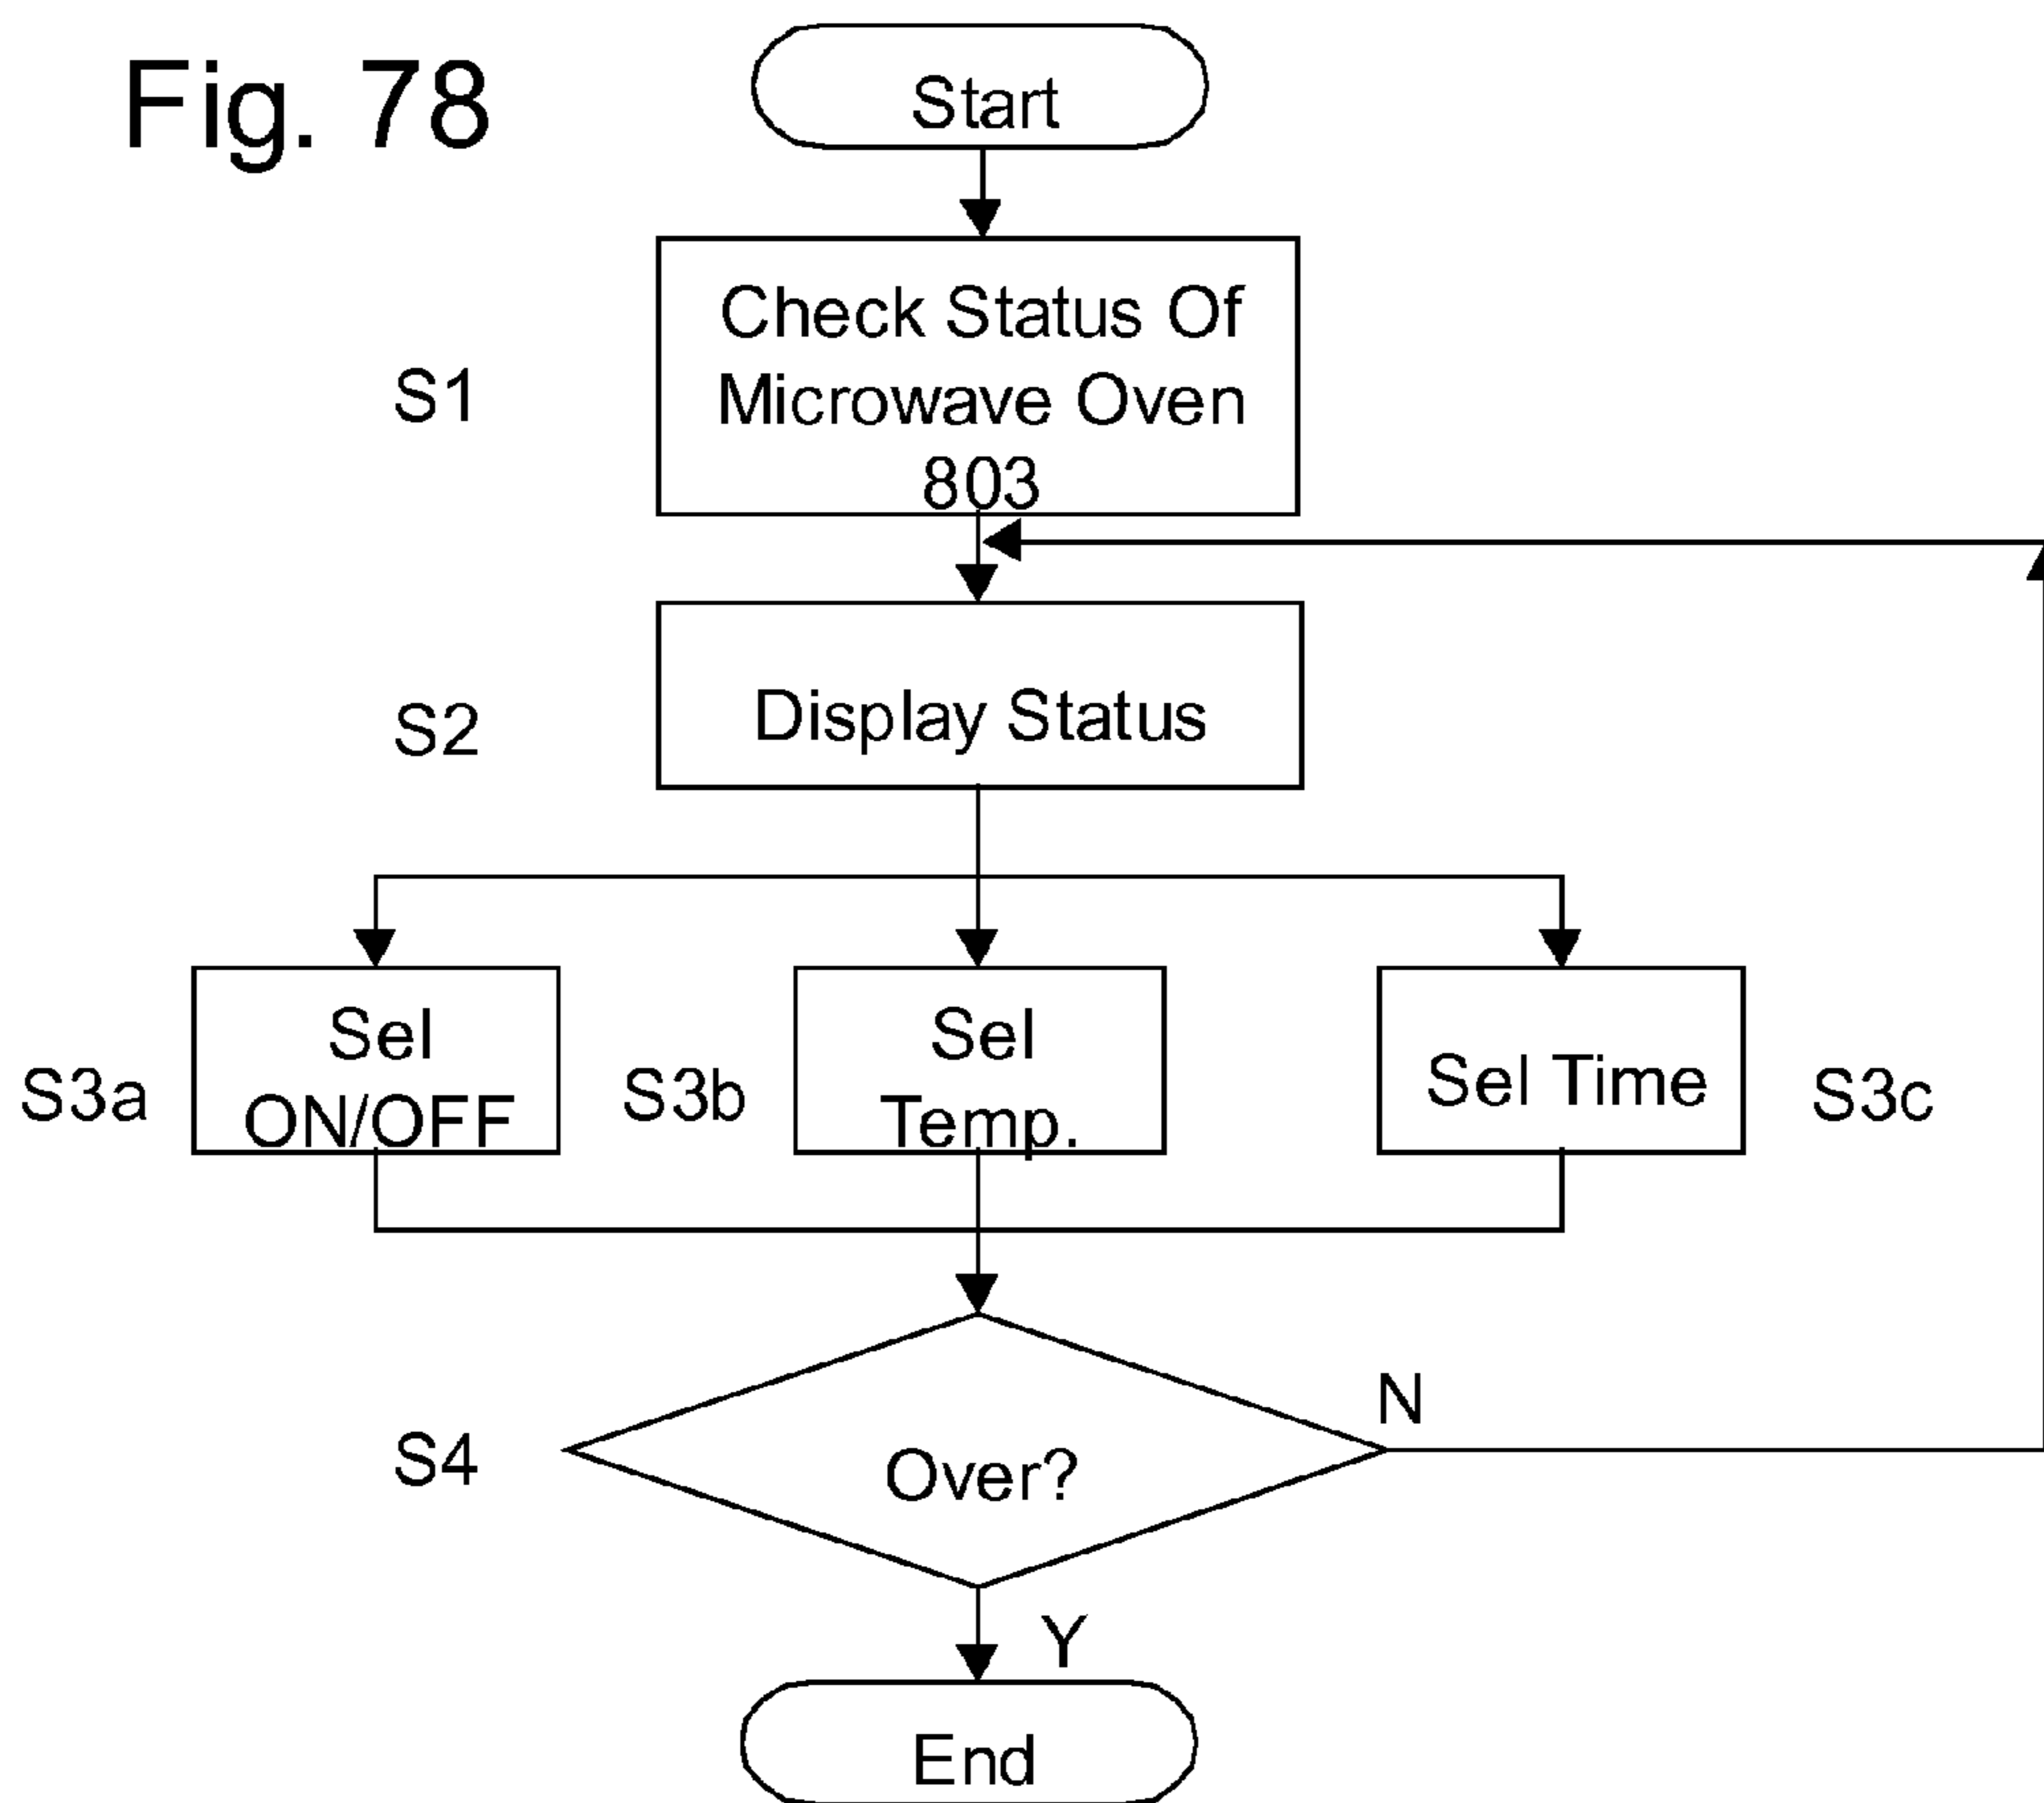 Fig. 78
Start
S1
Check Status Of
Microwave Oven
803
S2
Display Status
S3a
Sel
ON/OFF
S3b
Sel
Temp.
Sel Time
S3c
S4
Over?
N
Y
End